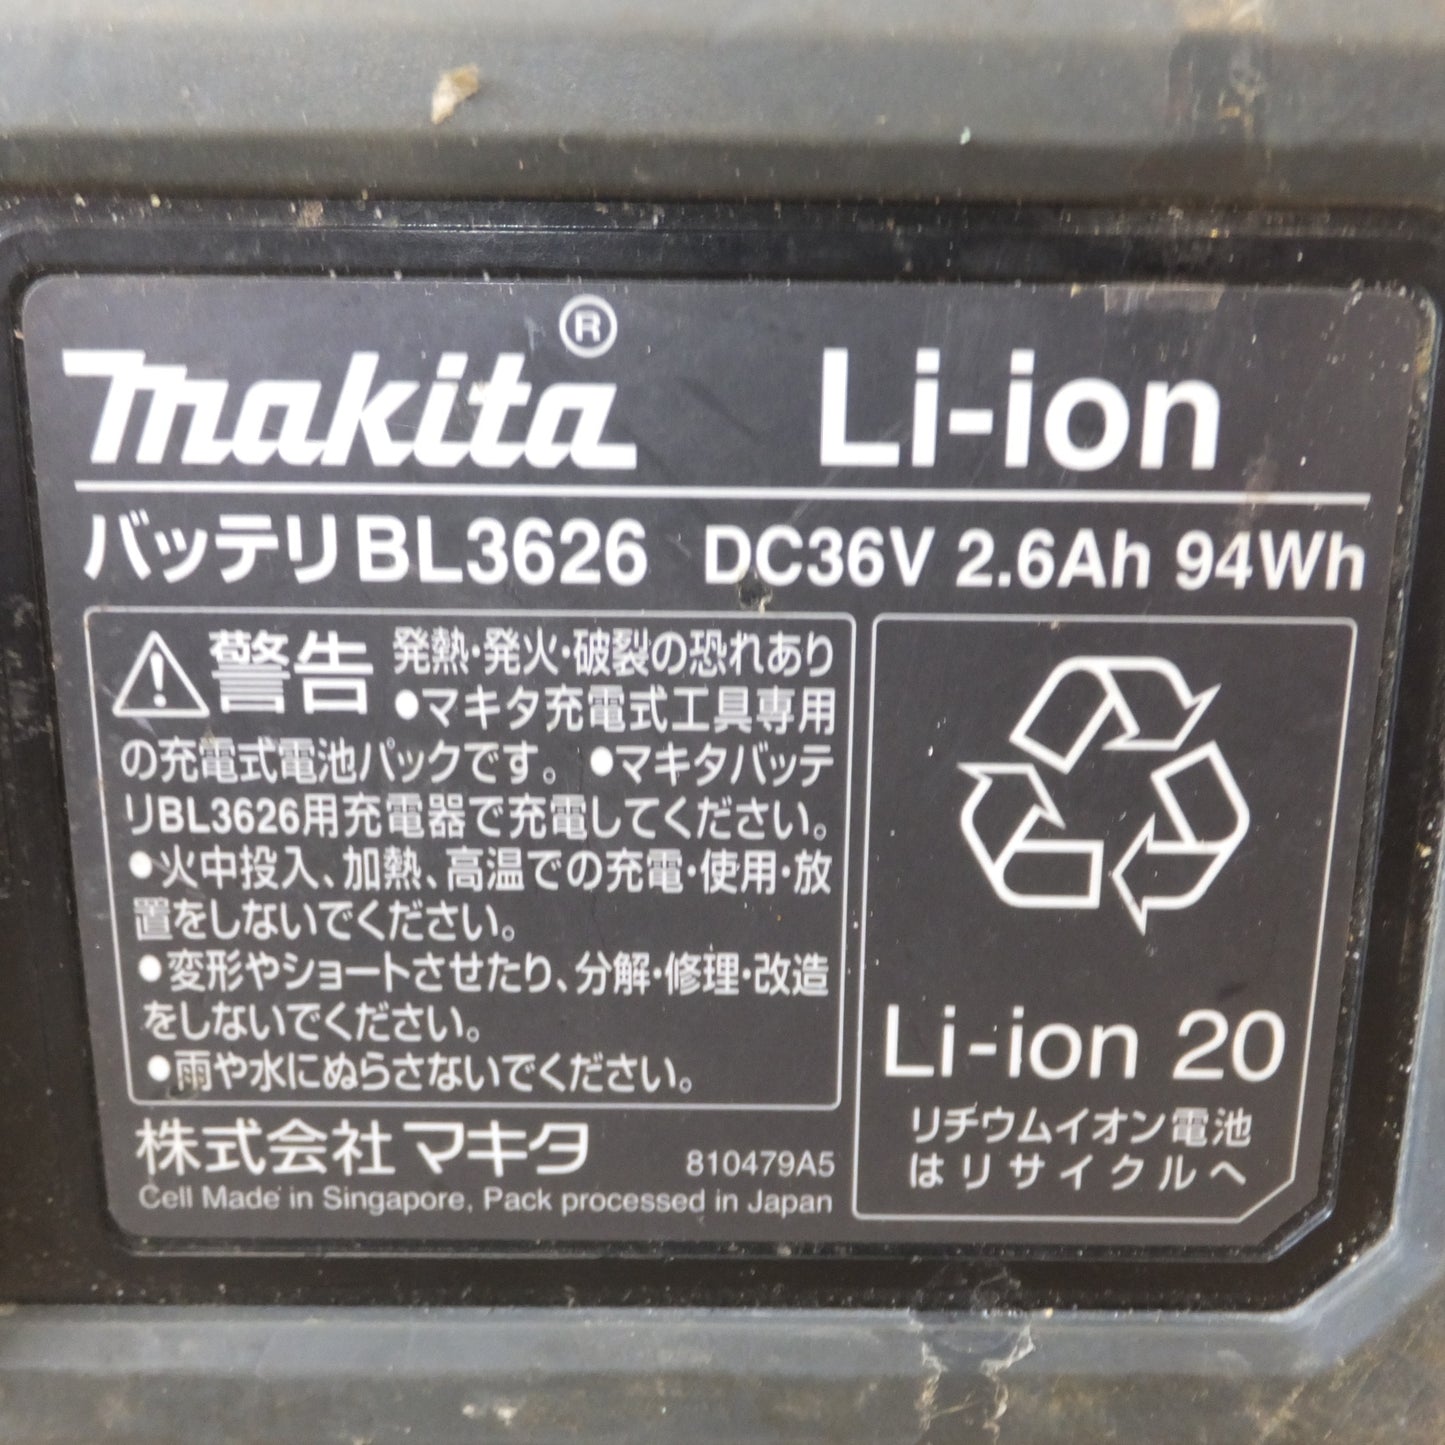 makita® Li-ion
バッテリBL3626 DC36V 2.6Ah 94Wh
警告 発熱・発火・破裂の恐れあり
●マキタ充電式工具専用
の充電式電池パックです。●マキタバッテ
リBL3626用充電器で充電してください。
●火中投入、加熱、高温での充電・使用・放
置をしないでください。
●変形やショートさせたり、分解・修理・改造
をしないでください。
●雨や水にぬらさないでください。
株式会社マキタ 810479A5
Cell Made in Singapore, Pack processed in Japan
Li-ion 20
リチウムイオン電池
はリサイクルへ